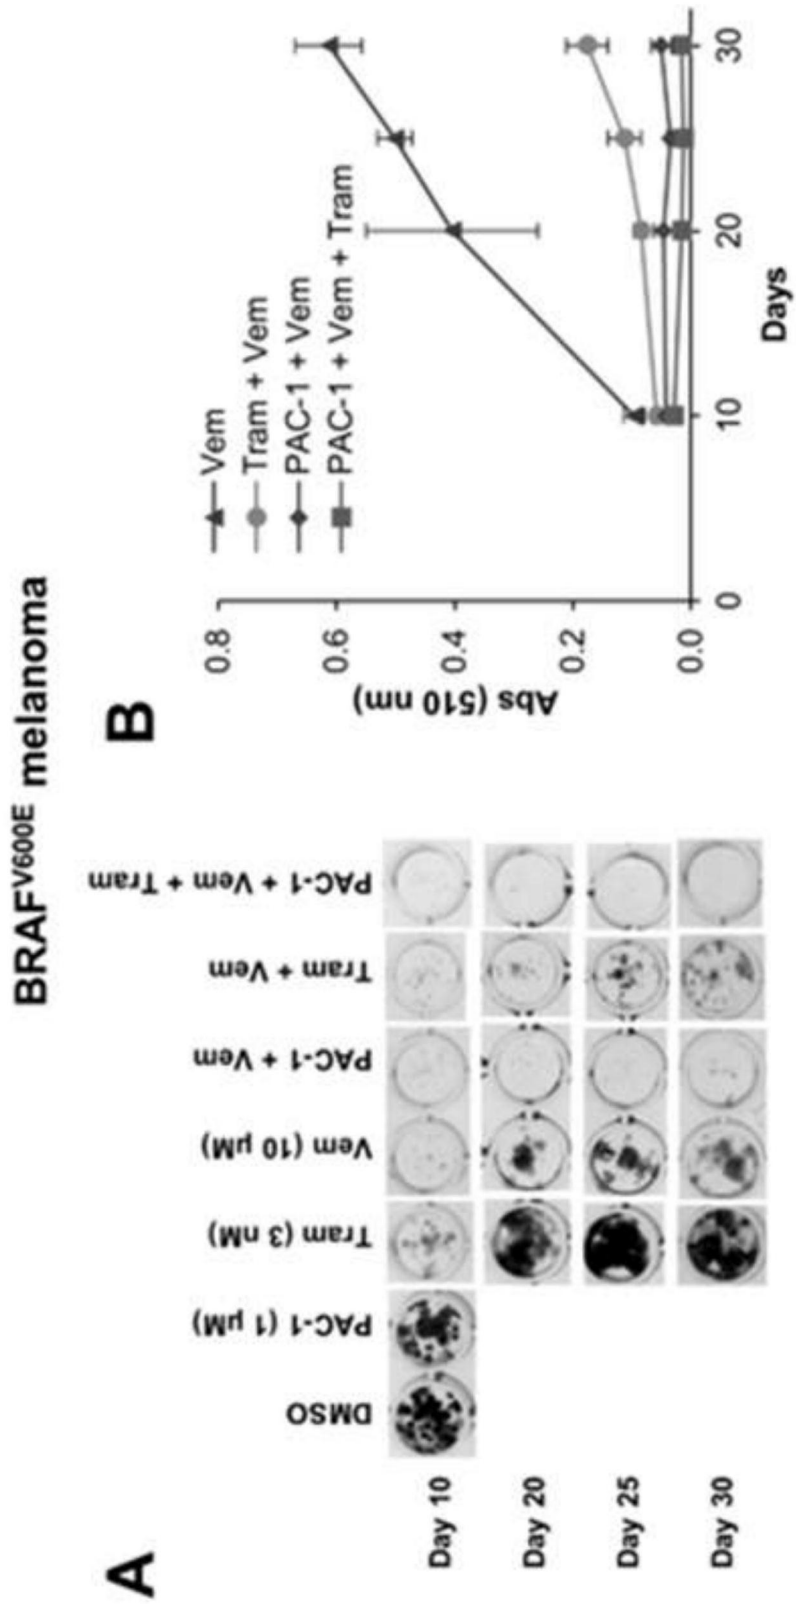 BRAFV600E melanoma
A
DMSO
PAC-1 (1 µM)
Tram (3 nM)
Vem (10 µM)
PAC-1 + Vem
Tram + Vem
PAC-1 + Vem + Tram
Day 10
Day 20
Day 25
Day 30
B
Vem
Tram + Vem
PAC-1 + Vem
PAC-1 + Vem + Tram
Abs (510 nm)
0.8
0.6
0.4
0.2
0.0
0 10 20 30
Days